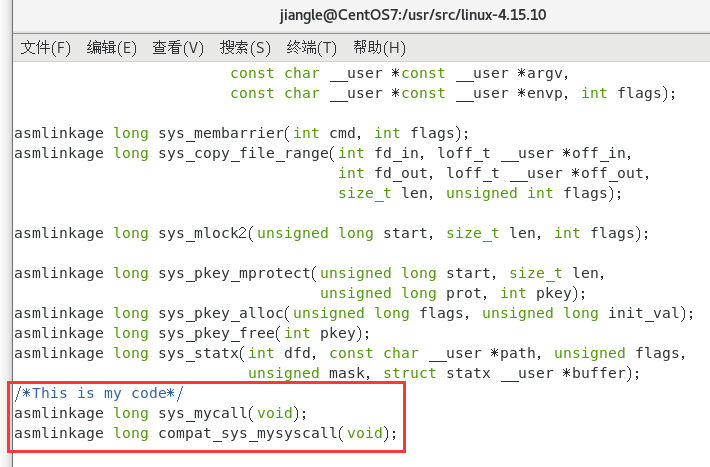 jiangle@CentOS7:/usr/src/linux-4.15.10
文件(F) 编辑(E) 查看(V) 搜索(S) 终端(T) 帮助(H)
const char __user *const __user *argv,
const char __user *const __user *envp, int flags);
asmlinkage long sys_membarrier(int cmd, int flags);
asmlinkage long sys_copy_file_range(int fd_in, loff_t __user *off_in,
int fd_out, loff_t __user *off_out,
size_t len, unsigned int flags);
asmlinkage long sys_mlock2(unsigned long start, size_t len, int flags);
asmlinkage long sys_pkey_mprotect(unsigned long start, size_t len,
unsigned long prot, int pkey);
asmlinkage long sys_pkey_alloc(unsigned long flags, unsigned long init_val);
asmlinkage long sys_pkey_free(int pkey);
asmlinkage long sys_statx(int dfd, const char __user *path, unsigned flags,
unsigned mask, struct statx __user *buffer);
/*This is my code*/
asmlinkage long sys_mycall(void);
asmlinkage long compat_sys_mysyscall(void);